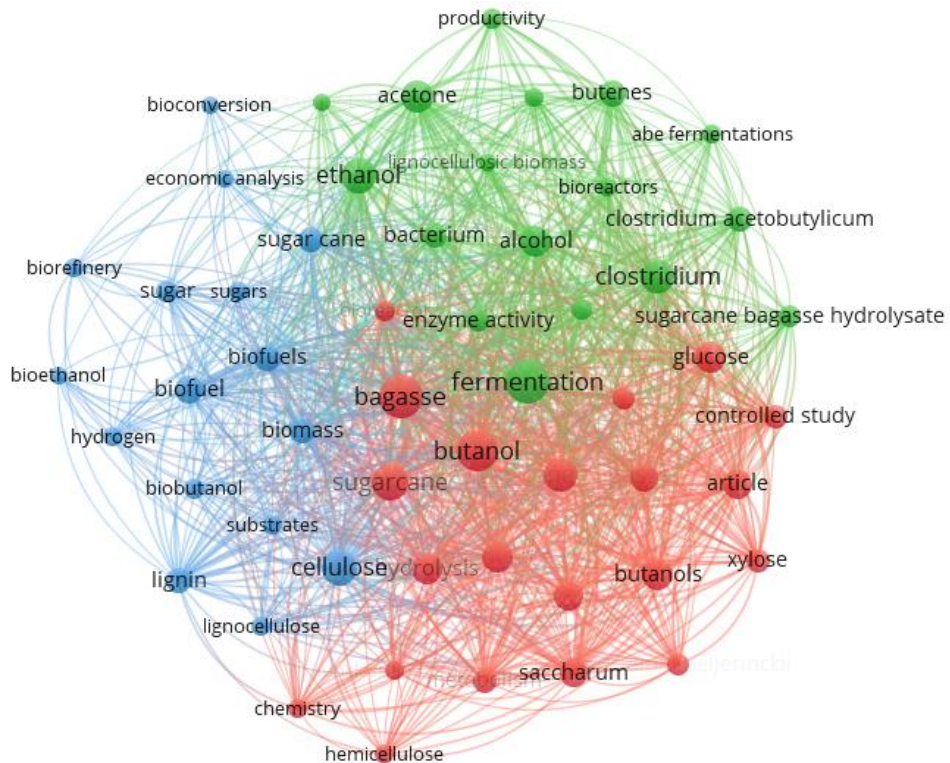 productivity
acetone
butenes
bioconversion
abe fermentations
lignocellulosic biomass
economic analysis
ethanol
bioreactors
clostridium acetobutylicum
sugar cane
bacterium
alcohol
biorefinery
clostridium
sugar
sugars
enzyme activity
sugarcane bagasse hydrolysate
biofuels
glucose
bioethanol
biofuel
bagasse
fermentation
controlled study
hydrogen
biomass
butanol
biobutanol
sugarcane
article
substrates
xylose
lignin
cellulose
hydrolysis
butanols
lignocellulose
saccharum
metabolism
chemistry
hemicellulose